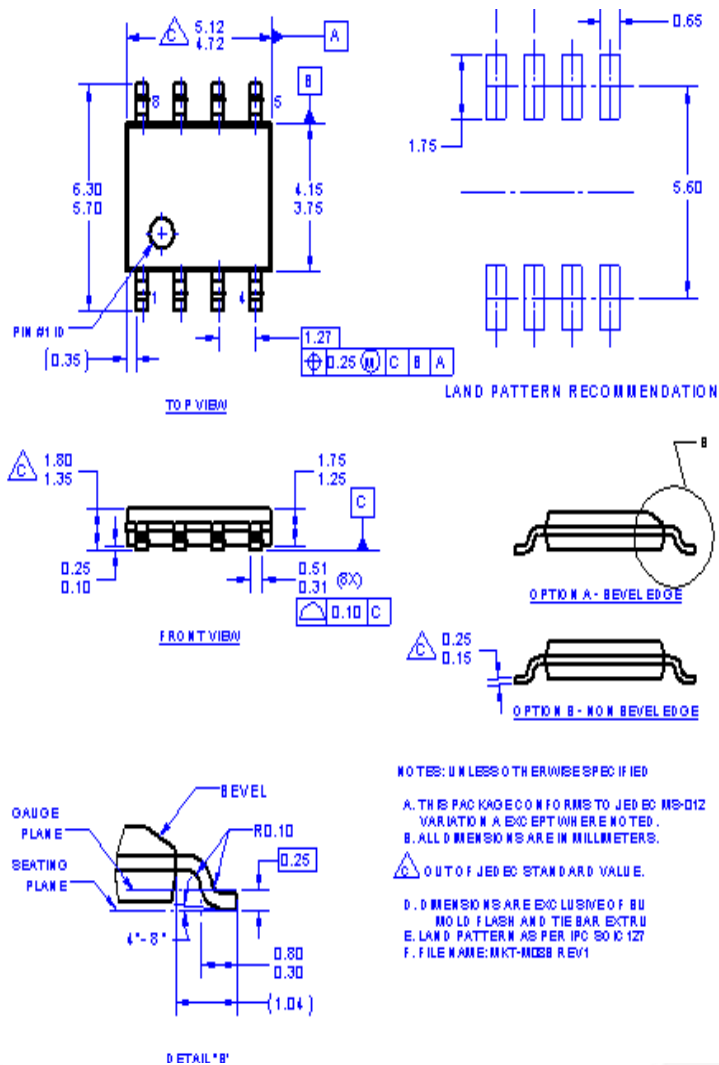 C 5.12
4.72
A
B
8
5
6.30
5.70
4.15
3.75
1
4
PIN #1 ID
(0.35)
1.27
⌖ 0.25 Ⓜ C B A
TOP VIEW
0.65
1.75
5.60
LAND PATTERN RECOMMENDATION
C 1.80
1.35
1.75
1.25
C
0.25
0.10
0.51
0.31 (8X)
⌓ 0.10 C
FRONT VIEW
B
OPTION A - BEVEL EDGE
C 0.25
0.15
OPTION B - NON BEVEL EDGE
BEVEL
GAUGE
PLANE
R0.10
0.25
SEATING
PLANE
4°-8°
0.80
0.30
(1.04)
DETAIL "B"
NOTES: UNLESS OTHERWISE SPECIFIED
A. THIS PACKAGE CONFORMS TO JEDEC MS-012
VARIATION A EXCEPT WHERE NOTED.
B. ALL DIMENSIONS ARE IN MILLIMETERS.
C OUT OF JEDEC STANDARD VALUE.
D. DIMENSIONS ARE EXCLUSIVE OF BU
MOLD FLASH AND TIE BAR EXTRU
E. LAND PATTERN AS PER IPC SOIC127
F. FILE NAME: MKT-M08B REV1